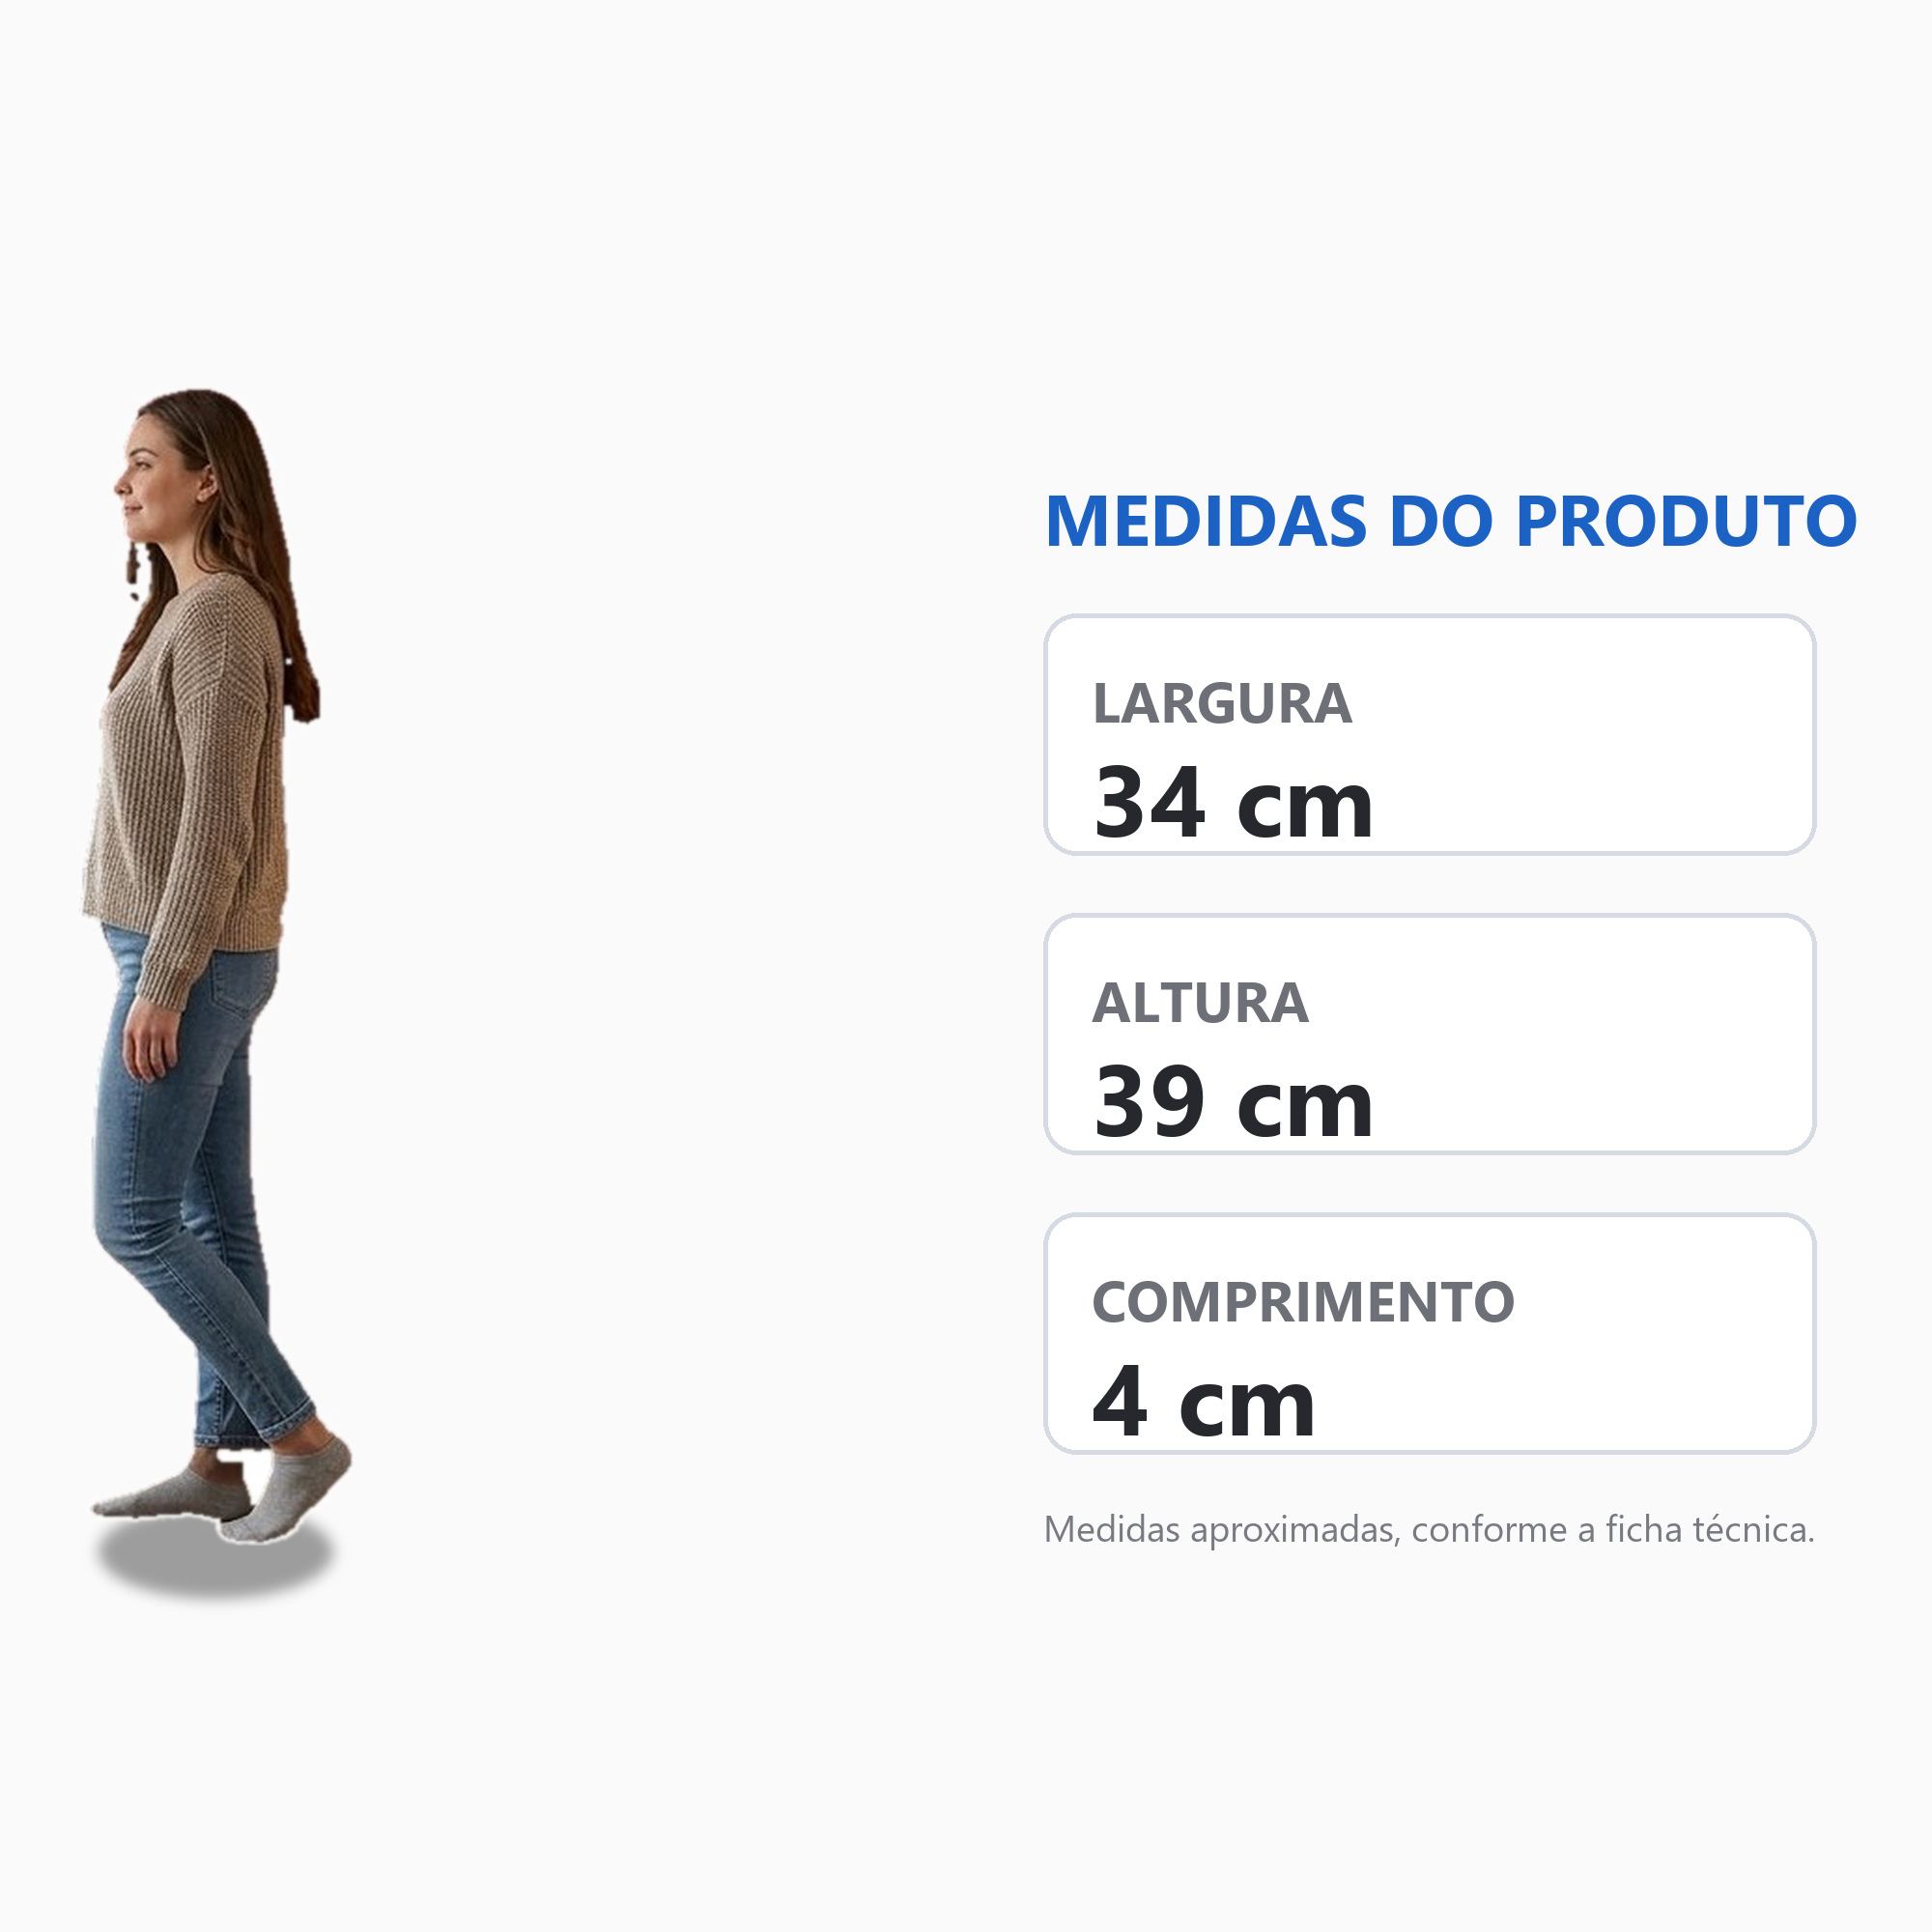 MEDIDAS DO PRODUTO
LARGURA
34 cm
ALTURA
39 cm
COMPRIMENTO
4 cm
Medidas aproximadas, conforme a ficha técnica.